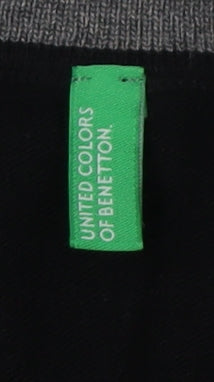 UNITED COLORS
OF BENETTON.